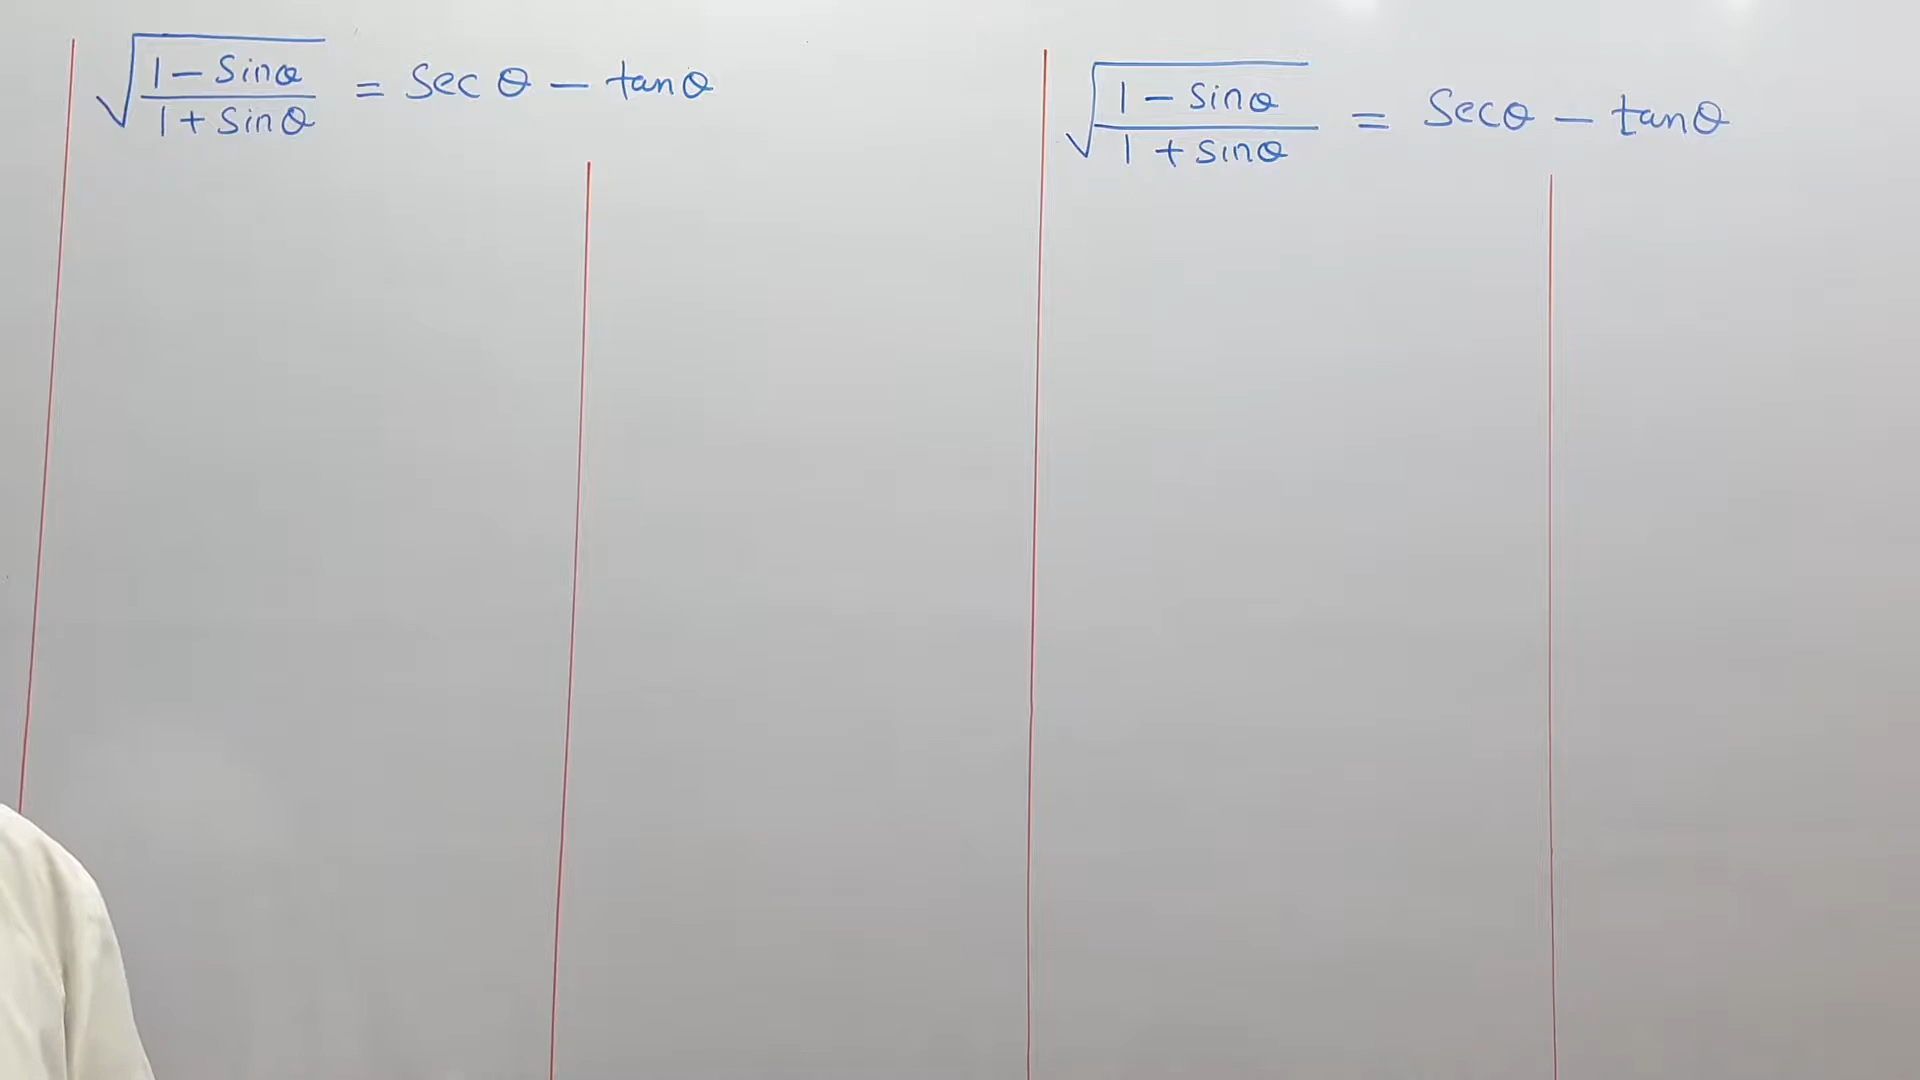 √((1 - Sinθ)/(1 + Sinθ)) = Sec θ - tanθ
√((1 - Sinθ)/(1 + Sinθ)) = Secθ - tanθ